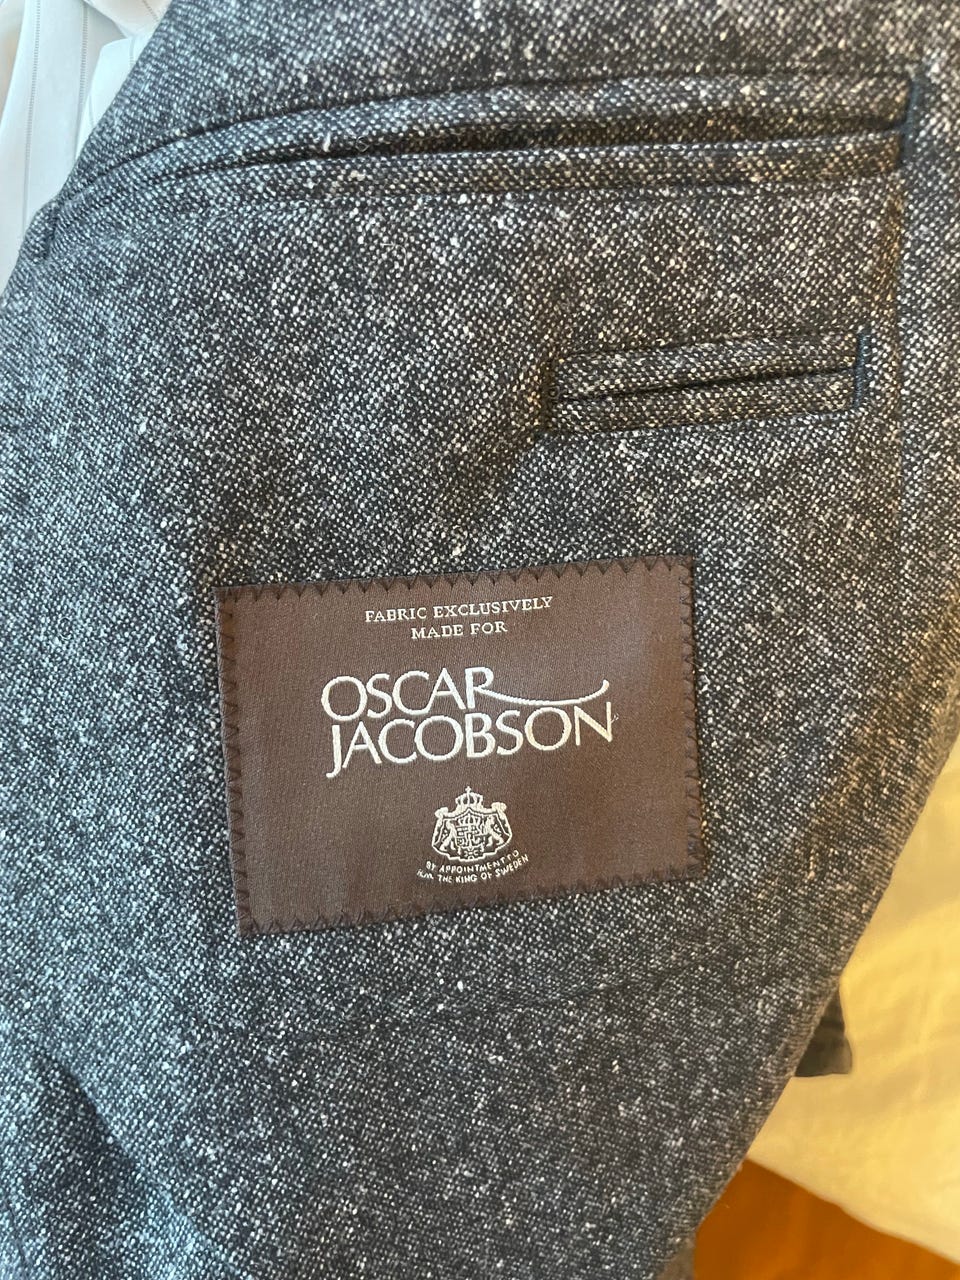 FABRIC EXCLUSIVELY
MADE FOR
OSCAR
JACOBSON
BY APPOINTMENT TO
H.M. THE KING OF SWEDEN